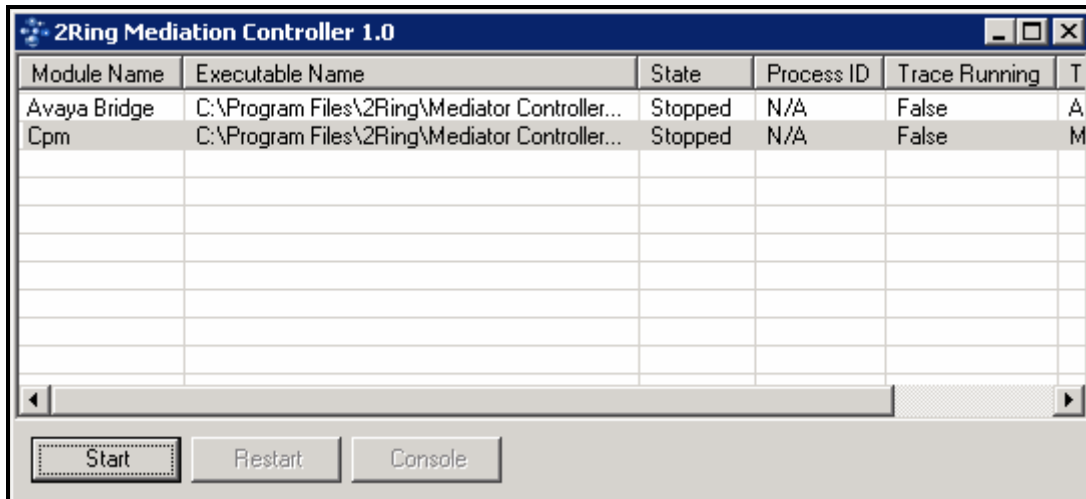 2Ring Mediation Controller 1.0
Module Name Executable Name State Process ID Trace Running T
Avaya Bridge C:\Program Files\2Ring\Mediator Controller... Stopped N/A False A
Cpm C:\Program Files\2Ring\Mediator Controller... Stopped N/A False M
Start Restart Console